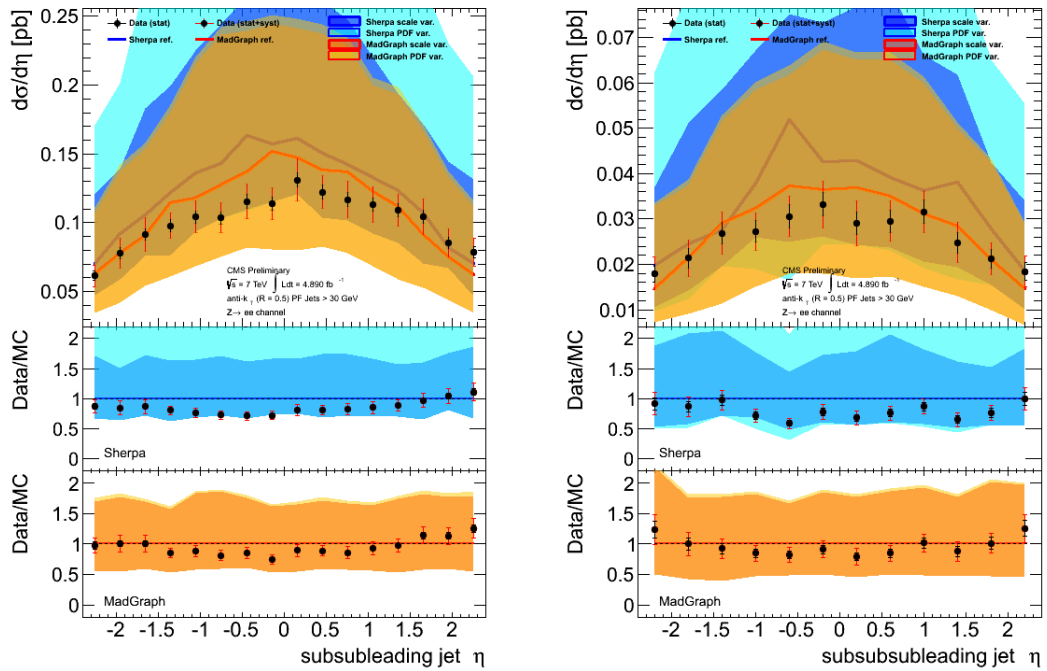 dσ/dη [pb]
Data (stat) Data (stat+syst) Sherpa scale var.
Sherpa PDF var.
Sherpa ref. MadGraph ref. MadGraph scale var.
MadGraph PDF var.
0.25
0.2
0.15
0.1
0.05
CMS Preliminary
√s = 7 TeV ∫ Ldt = 4.890 fb⁻¹
anti-k T (R = 0.5) PF Jets > 30 GeV
Z→ ee channel
Data/MC
2
1.5
1
0.5
0
Sherpa
Data/MC
2
1.5
1
0.5
0
MadGraph
-2 -1.5 -1 -0.5 0 0.5 1 1.5 2
subsubleading jet η
dσ/dη [pb]
Data (stat) Data (stat+syst) Sherpa scale var.
Sherpa PDF var.
Sherpa ref. MadGraph ref. MadGraph scale var.
MadGraph PDF var.
0.07
0.06
0.05
0.04
0.03
0.02
0.01
CMS Preliminary
√s = 7 TeV ∫ Ldt = 4.890 fb⁻¹
anti-k T (R = 0.5) PF Jets > 30 GeV
Z→ ee channel
Data/MC
2
1.5
1
0.5
0
Sherpa
Data/MC
2
1.5
1
0.5
0
MadGraph
-2 -1.5 -1 -0.5 0 0.5 1 1.5 2
subsubleading jet η